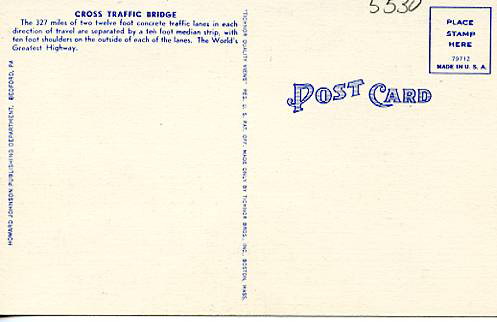 CROSS TRAFFIC BRIDGE
The 327 miles of two twelve foot concrete traffic lanes in each
direction of travel are separated by a ten foot median strip, with
ten foot shoulders on the outside of each of the lanes. The World's
Greatest Highway.
HOWARD JOHNSON PUBLISHING DEPARTMENT, BEDFORD, PA
"TICHNOR QUALITY VIEWS," REG. U. S. PAT. OFF. MADE ONLY BY TICHNOR BROS., INC., BOSTON, MASS.
5530
POST CARD
PLACE
STAMP
HERE
79712
MADE IN U. S. A.